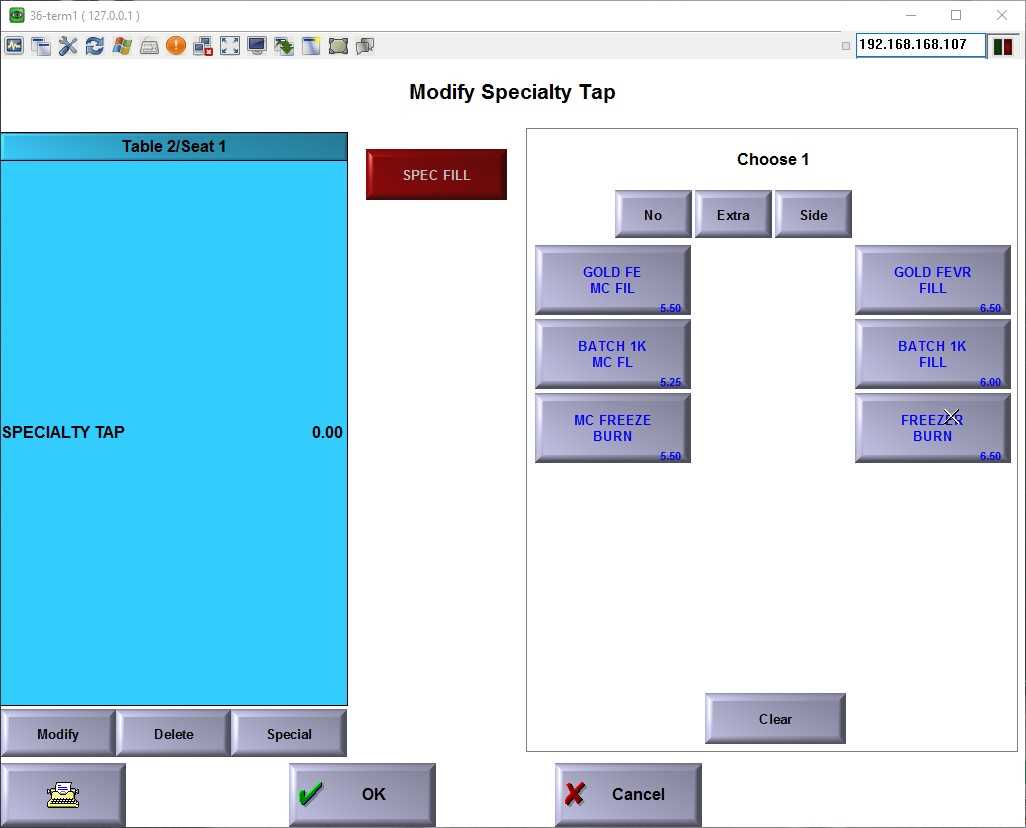 36-term1 ( 127.0.0.1 )
192.168.168.107
Modify Specialty Tap
Table 2/Seat 1
SPECIALTY TAP 0.00
SPEC FILL
Choose 1
No Extra Side
GOLD FE
MC FIL
5.50
GOLD FEVR
FILL
6.50
BATCH 1K
MC FL
5.25
BATCH 1K
FILL
6.00
MC FREEZE
BURN
5.50
FREEZER
BURN
6.50
Clear
Modify Delete Special
OK Cancel